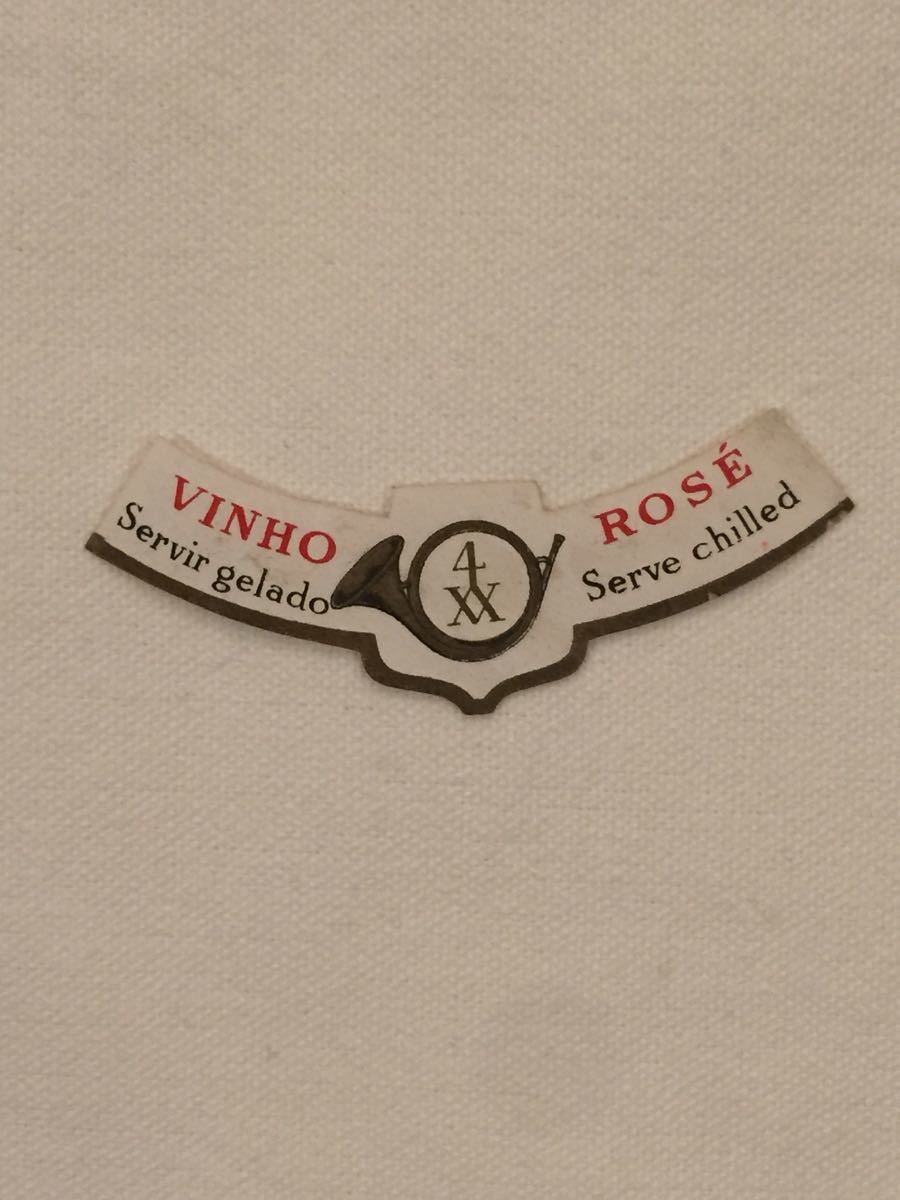 VINHO
Servir gelado
4
XX
ROSÉ
Serve chilled